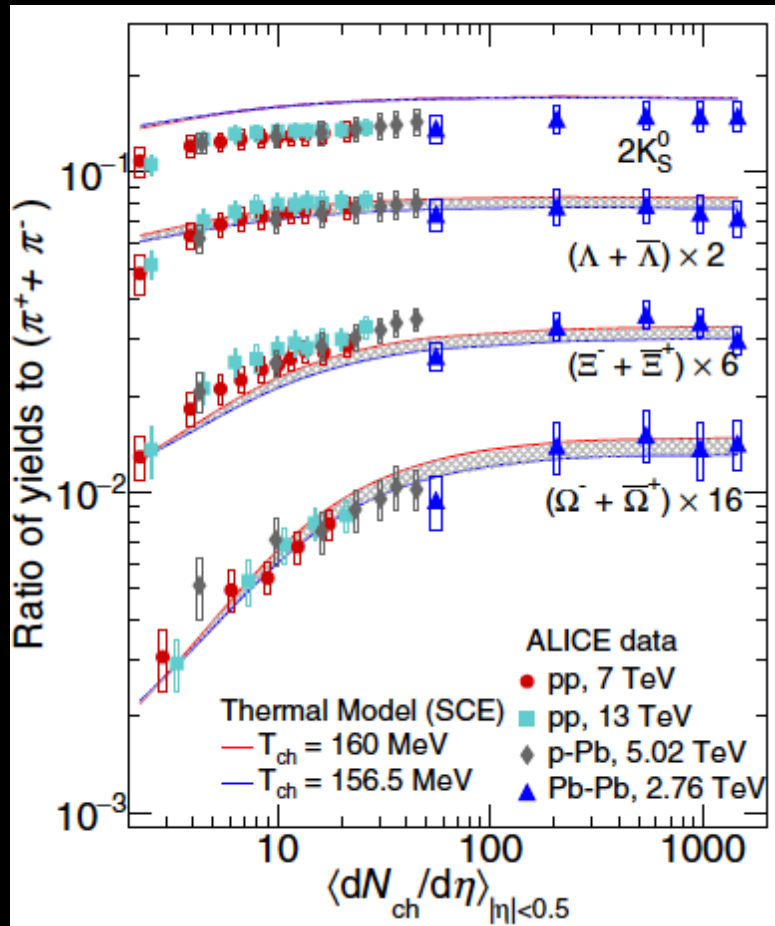 Ratio of yields to (π⁺+ π⁻)
10⁻¹
10⁻²
10⁻³
2K⁰_S
(Λ + Λ̅) × 2
(Ξ⁻ + Ξ̅⁺) × 6
(Ω⁻ + Ω̅⁺) × 16
Thermal Model (SCE)
T_ch = 160 MeV
T_ch = 156.5 MeV
ALICE data
pp, 7 TeV
pp, 13 TeV
p-Pb, 5.02 TeV
Pb-Pb, 2.76 TeV
10 100 1000
⟨dN_ch/dη⟩_|η|<0.5